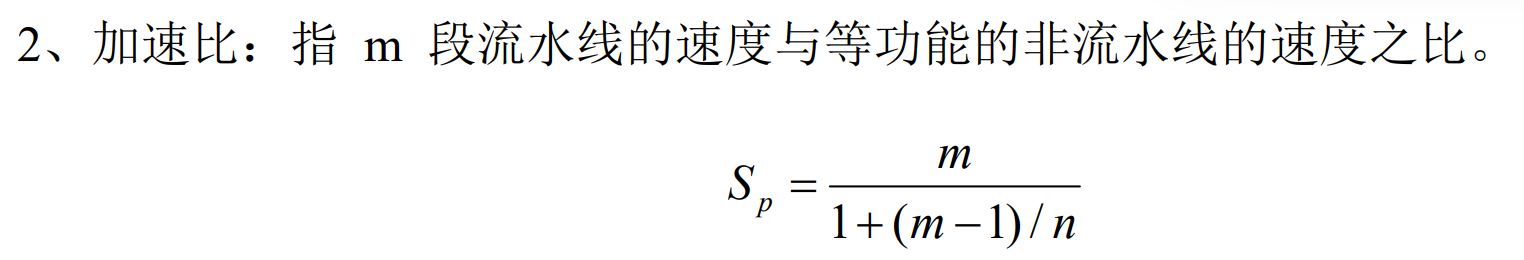 2、加速比：指 m 段流水线的速度与等功能的非流水线的速度之比。
S_p = \frac{m}{1+(m-1)/n}